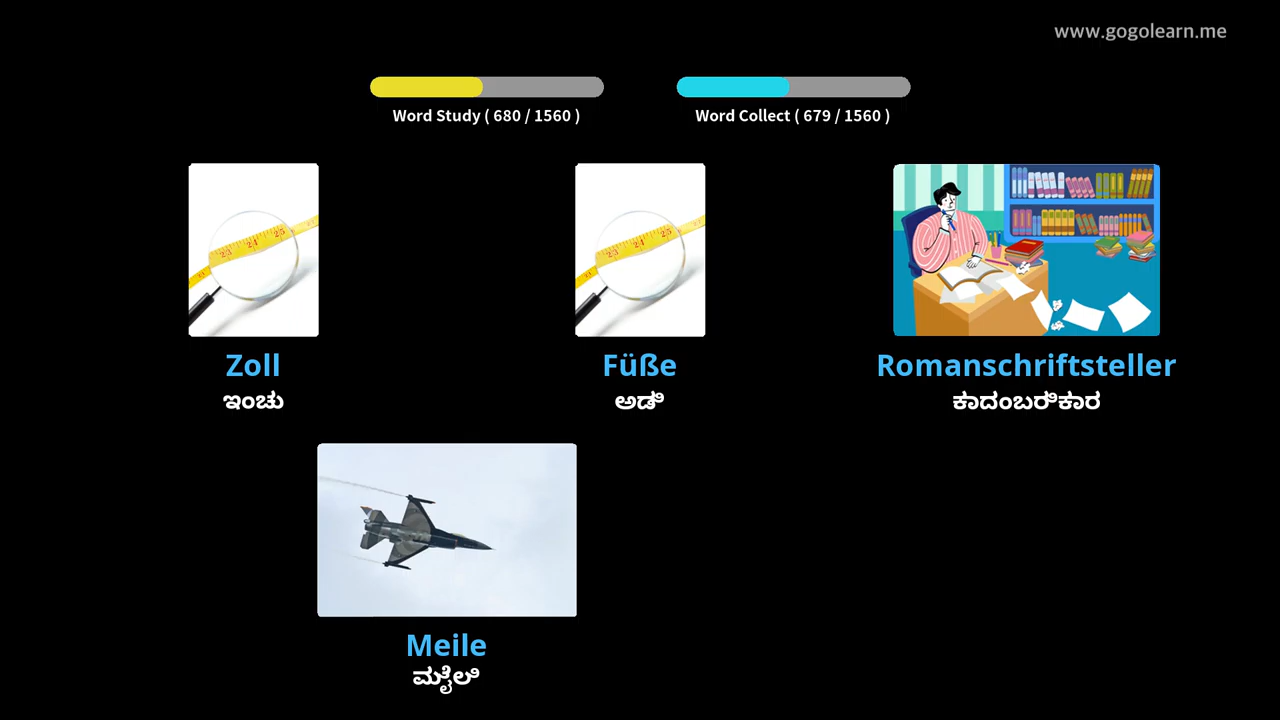 www.gogolearn.me
Word Study ( 680 / 1560 )
Word Collect ( 679 / 1560 )
Zoll
ಇಂಚು
Füße
ಅಡಿ
Romanschriftsteller
ಕಾದಂಬರಿಕಾರ
Meile
ಮೈಲಿ